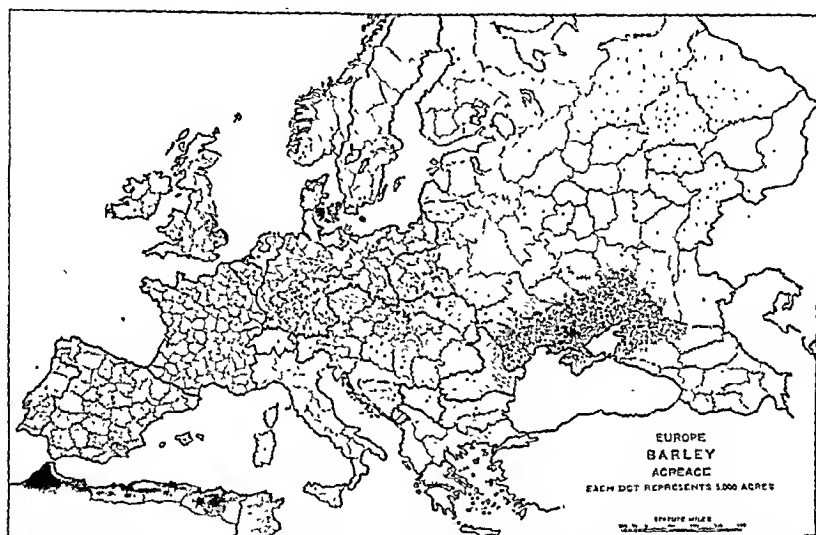 EUROPE
BARLEY
ACREAGE
EACH DOT REPRESENTS 5,000 ACRES
STATUTE MILES